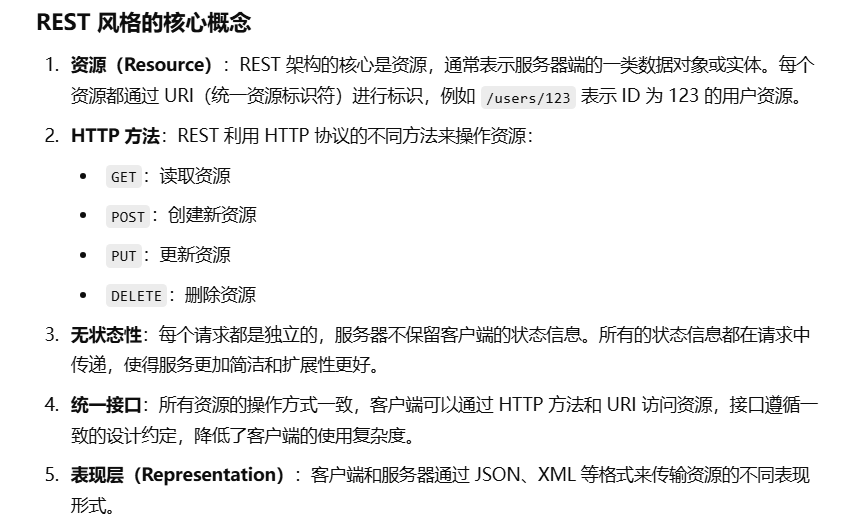 REST 风格的核心概念
1. 资源（Resource）：REST 架构的核心是资源，通常表示服务器端的一类数据对象或实体。每个
资源都通过 URI（统一资源标识符）进行标识，例如 /users/123 表示 ID 为 123 的用户资源。
2. HTTP 方法：REST 利用 HTTP 协议的不同方法来操作资源：
• GET：读取资源
• POST：创建新资源
• PUT：更新资源
• DELETE：删除资源
3. 无状态性：每个请求都是独立的，服务器不保留客户端的状态信息。所有的状态信息都在请求中
传递，使得服务更加简洁和扩展性更好。
4. 统一接口：所有资源的操作方式一致，客户端可以通过 HTTP 方法和 URI 访问资源，接口遵循一
致的设计约定，降低了客户端的使用复杂度。
5. 表现层（Representation）：客户端和服务器通过 JSON、XML 等格式来传输资源的不同表现
形式。